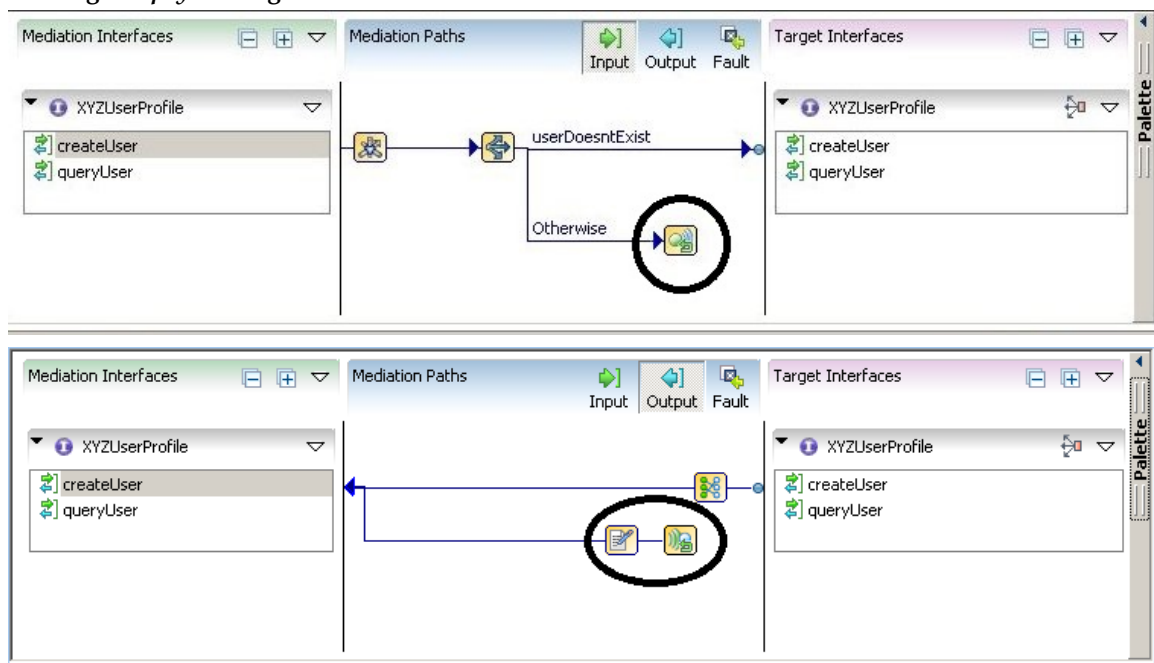 Mediation Interfaces
Mediation Paths
Input
Output
Fault
Target Interfaces
Palette
XYZUserProfile
createUser
queryUser
userDoesntExist
Otherwise
XYZUserProfile
createUser
queryUser
Mediation Interfaces
Mediation Paths
Input
Output
Fault
Target Interfaces
Palette
XYZUserProfile
createUser
queryUser
XYZUserProfile
createUser
queryUser